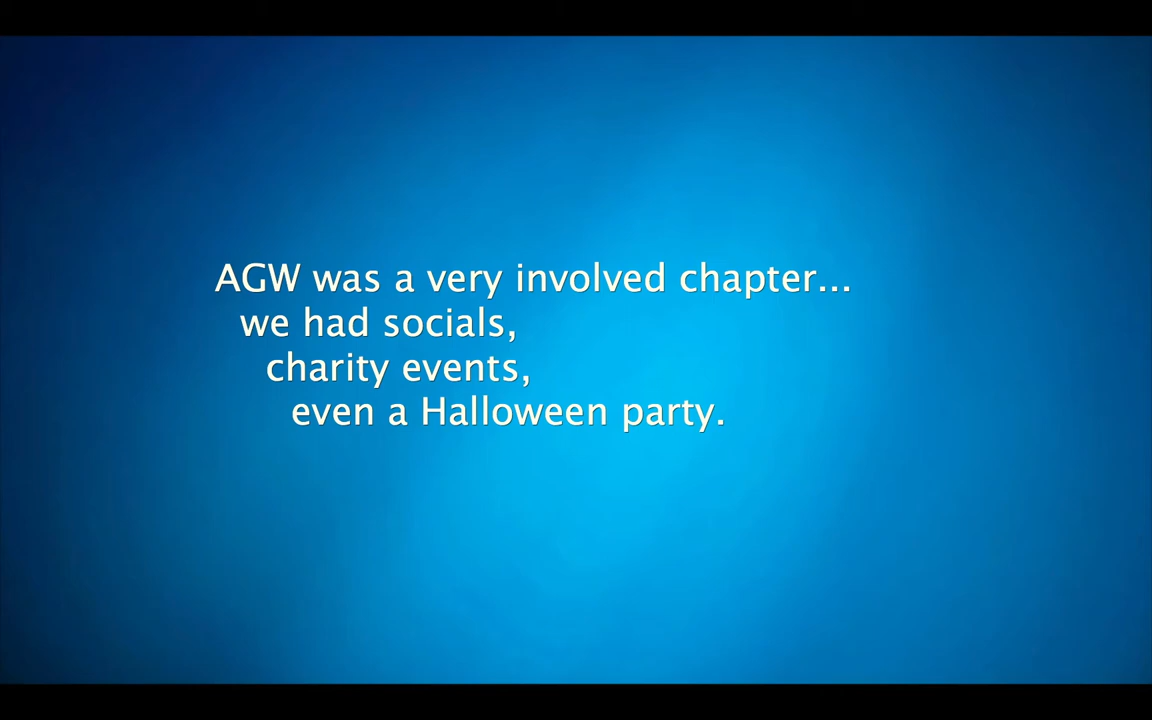 AGW was a very involved chapter...
we had socials,
charity events,
even a Halloween party.